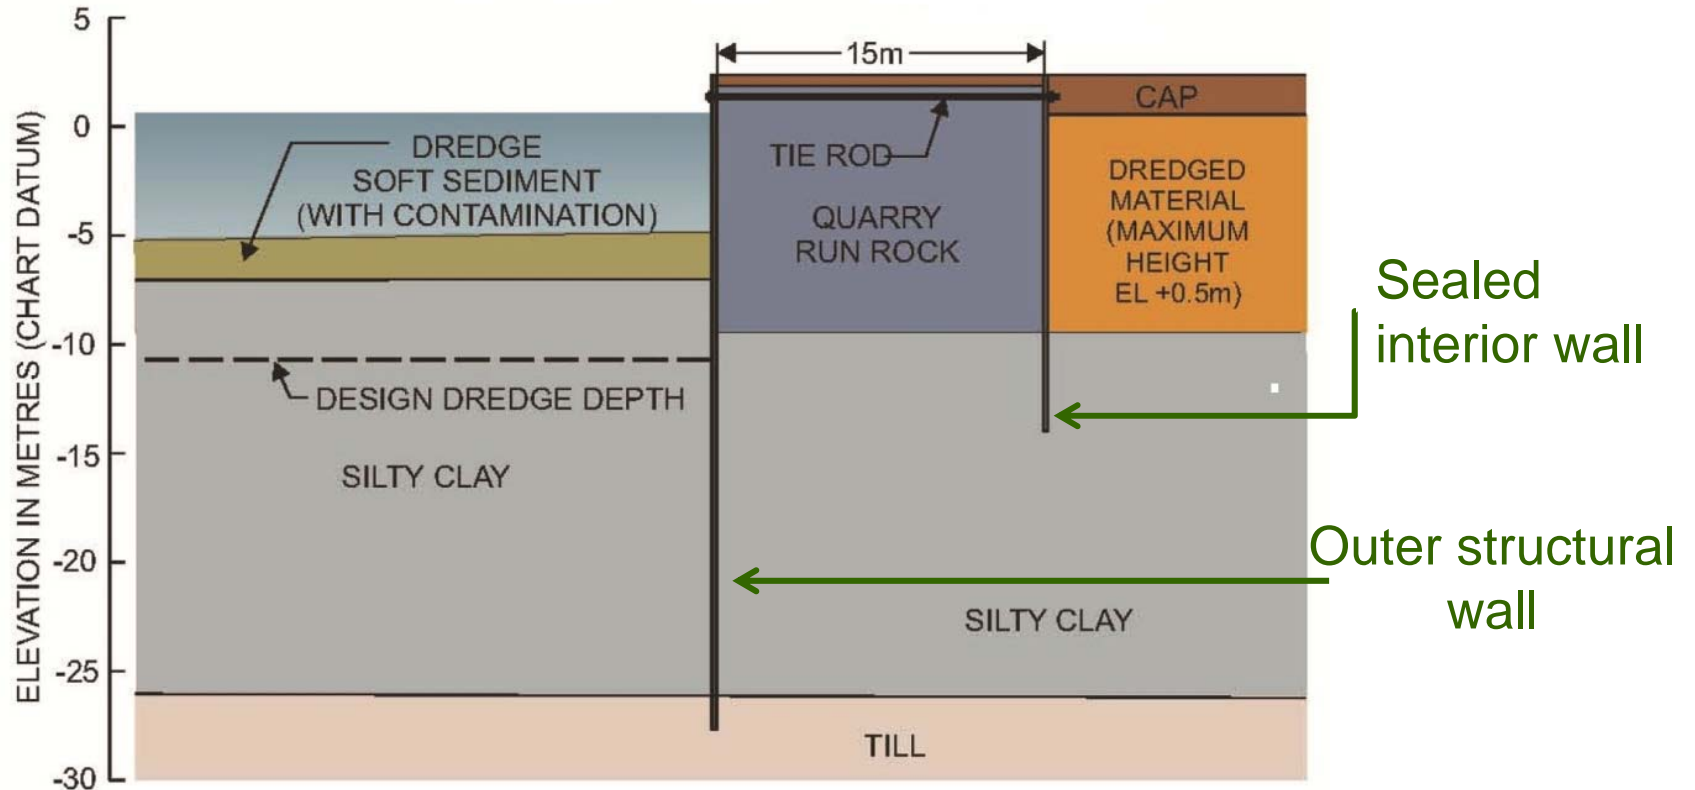 ELEVATION IN METRES (CHART DATUM)
5
0
-5
-10
-15
-20
-25
-30
15m
DREDGE
SOFT SEDIMENT
(WITH CONTAMINATION)
DESIGN DREDGE DEPTH
SILTY CLAY
TIE ROD
QUARRY
RUN ROCK
CAP
DREDGED
MATERIAL
(MAXIMUM
HEIGHT
EL +0.5m)
SILTY CLAY
TILL
Sealed
interior wall
Outer structural
wall